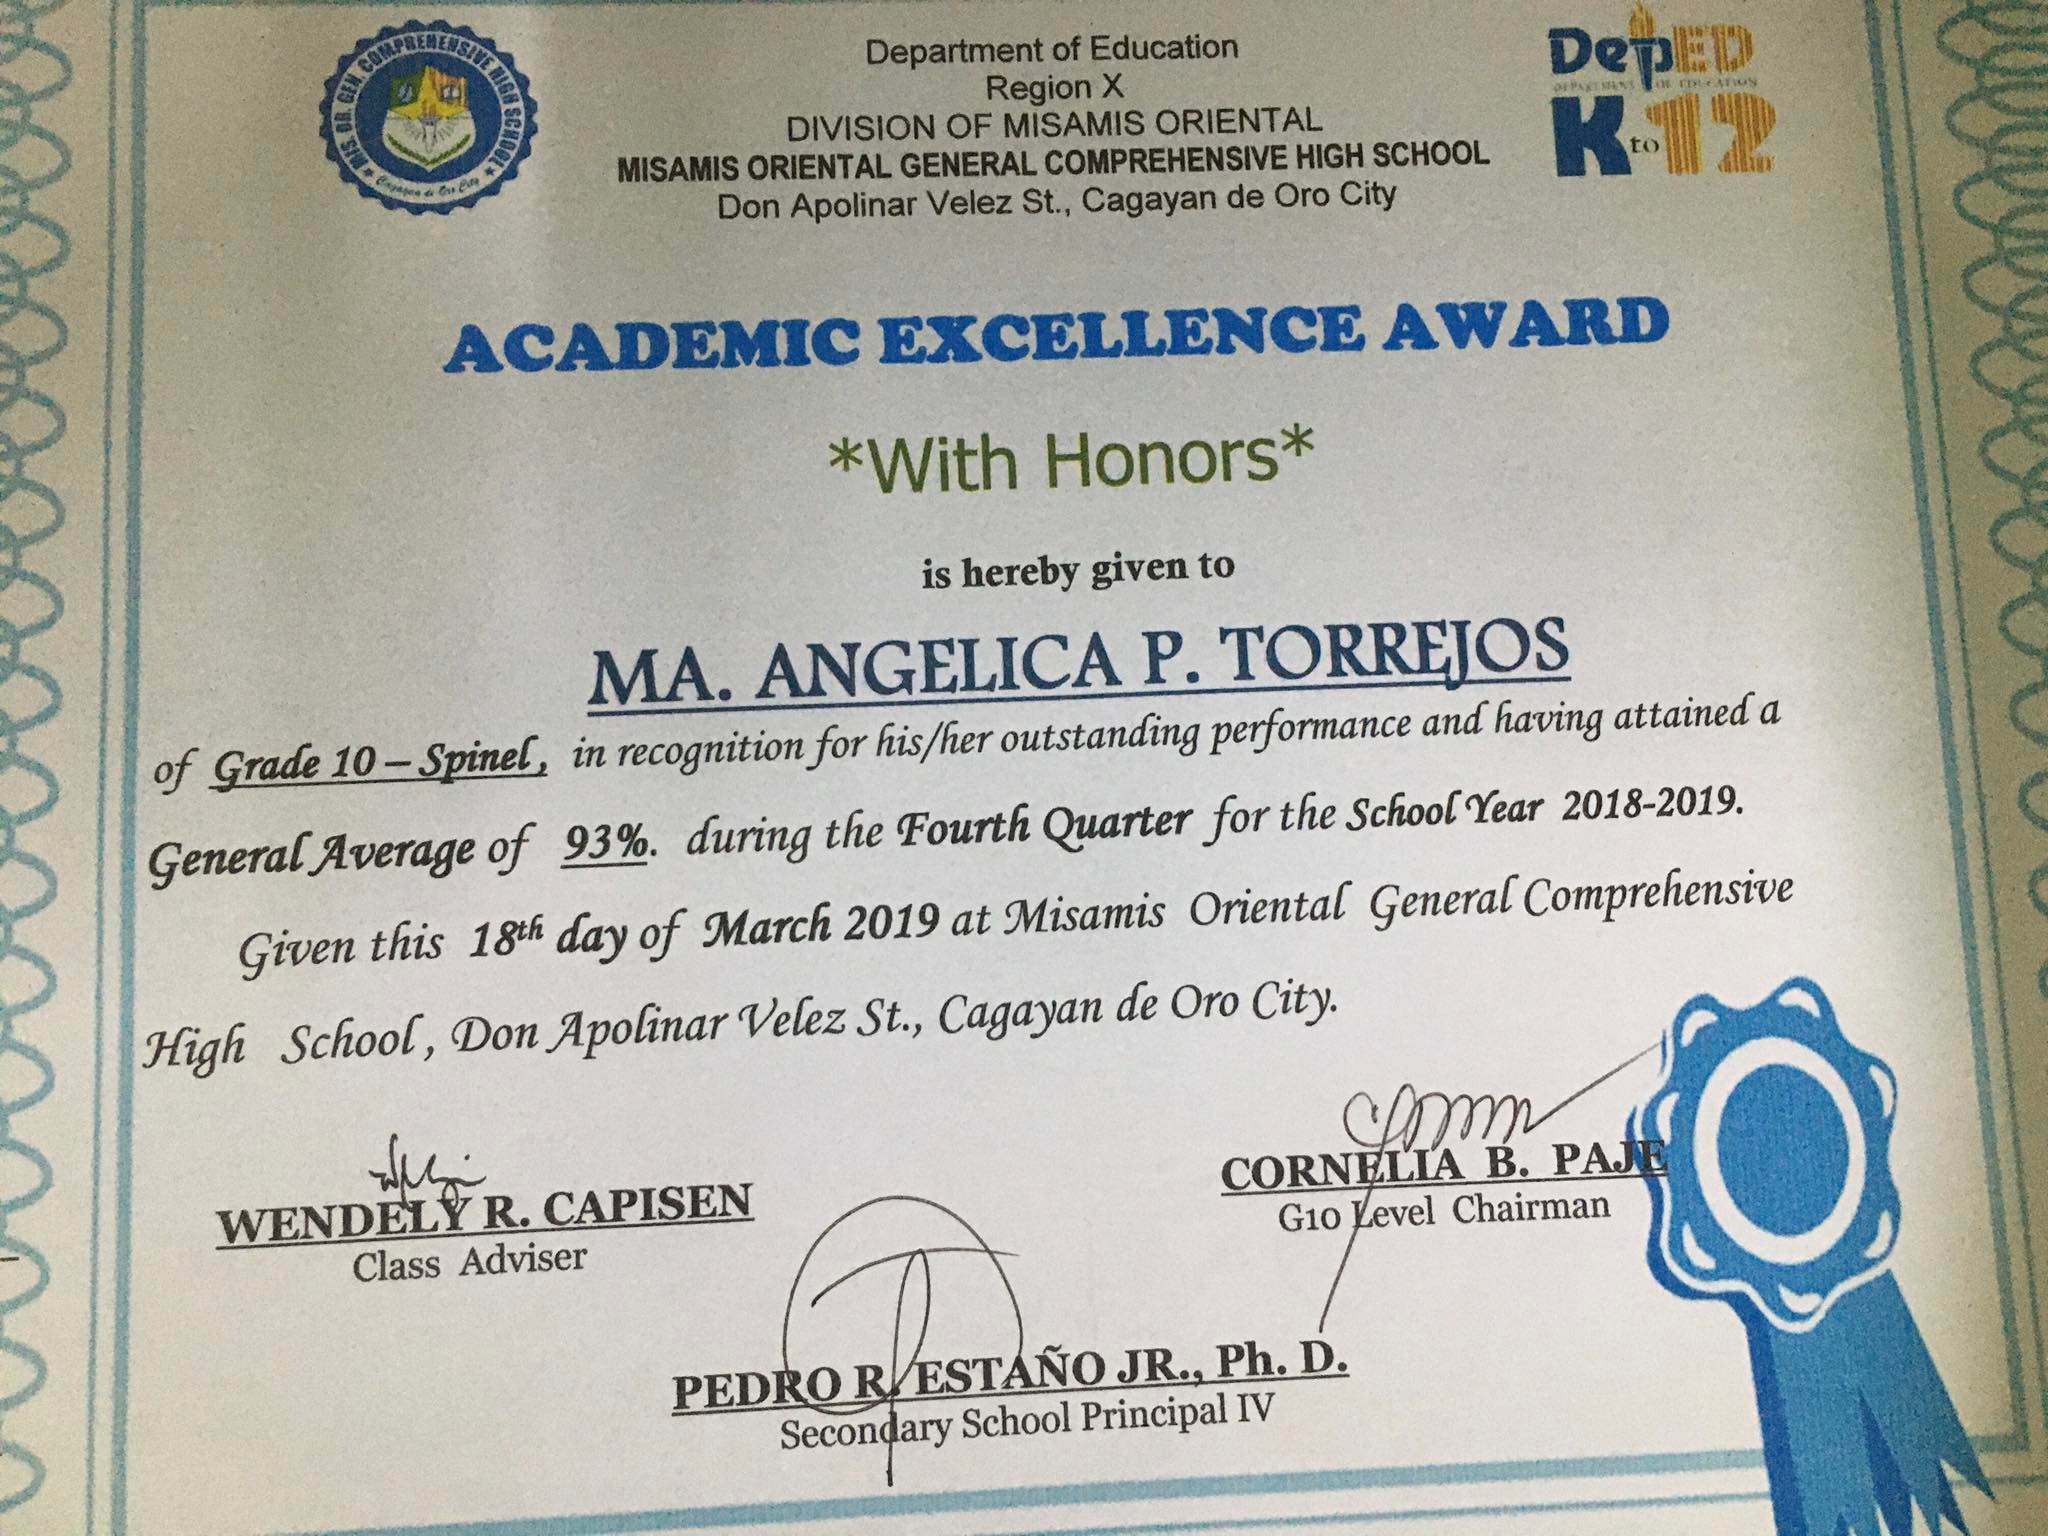 MIS. OR. GEN. COMPREHENSIVE HIGH SCHOOL
Cagayan de Oro City
Department of Education
Region X
DIVISION OF MISAMIS ORIENTAL
MISAMIS ORIENTAL GENERAL COMPREHENSIVE HIGH SCHOOL
Don Apolinar Velez St., Cagayan de Oro City
DepED
DEPARTMENT OF EDUCATION
K to 12
ACADEMIC EXCELLENCE AWARD
*With Honors*
is hereby given to
MA. ANGELICA P. TORREJOS
of Grade 10 – Spinel, in recognition for his/her outstanding performance and having attained a
General Average of 93%. during the Fourth Quarter for the School Year 2018-2019.
Given this 18th day of March 2019 at Misamis Oriental General Comprehensive
High School, Don Apolinar Velez St., Cagayan de Oro City.
WENDELY R. CAPISEN
Class Adviser
CORNELIA B. PAJE
G10 Level Chairman
PEDRO R. ESTAÑO JR., Ph. D.
Secondary School Principal IV